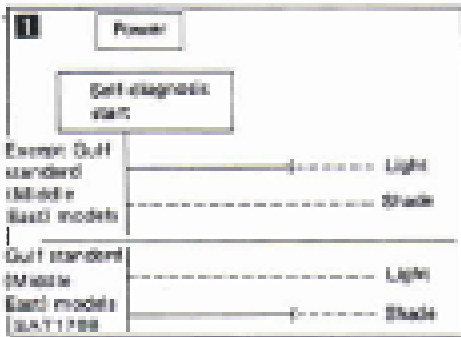 1
Power
Self-diagnosis
start
Except Gulf
standard
(Middle
East) models
Light
Shade
Gulf standard
(Middle
East) models
Light
Shade